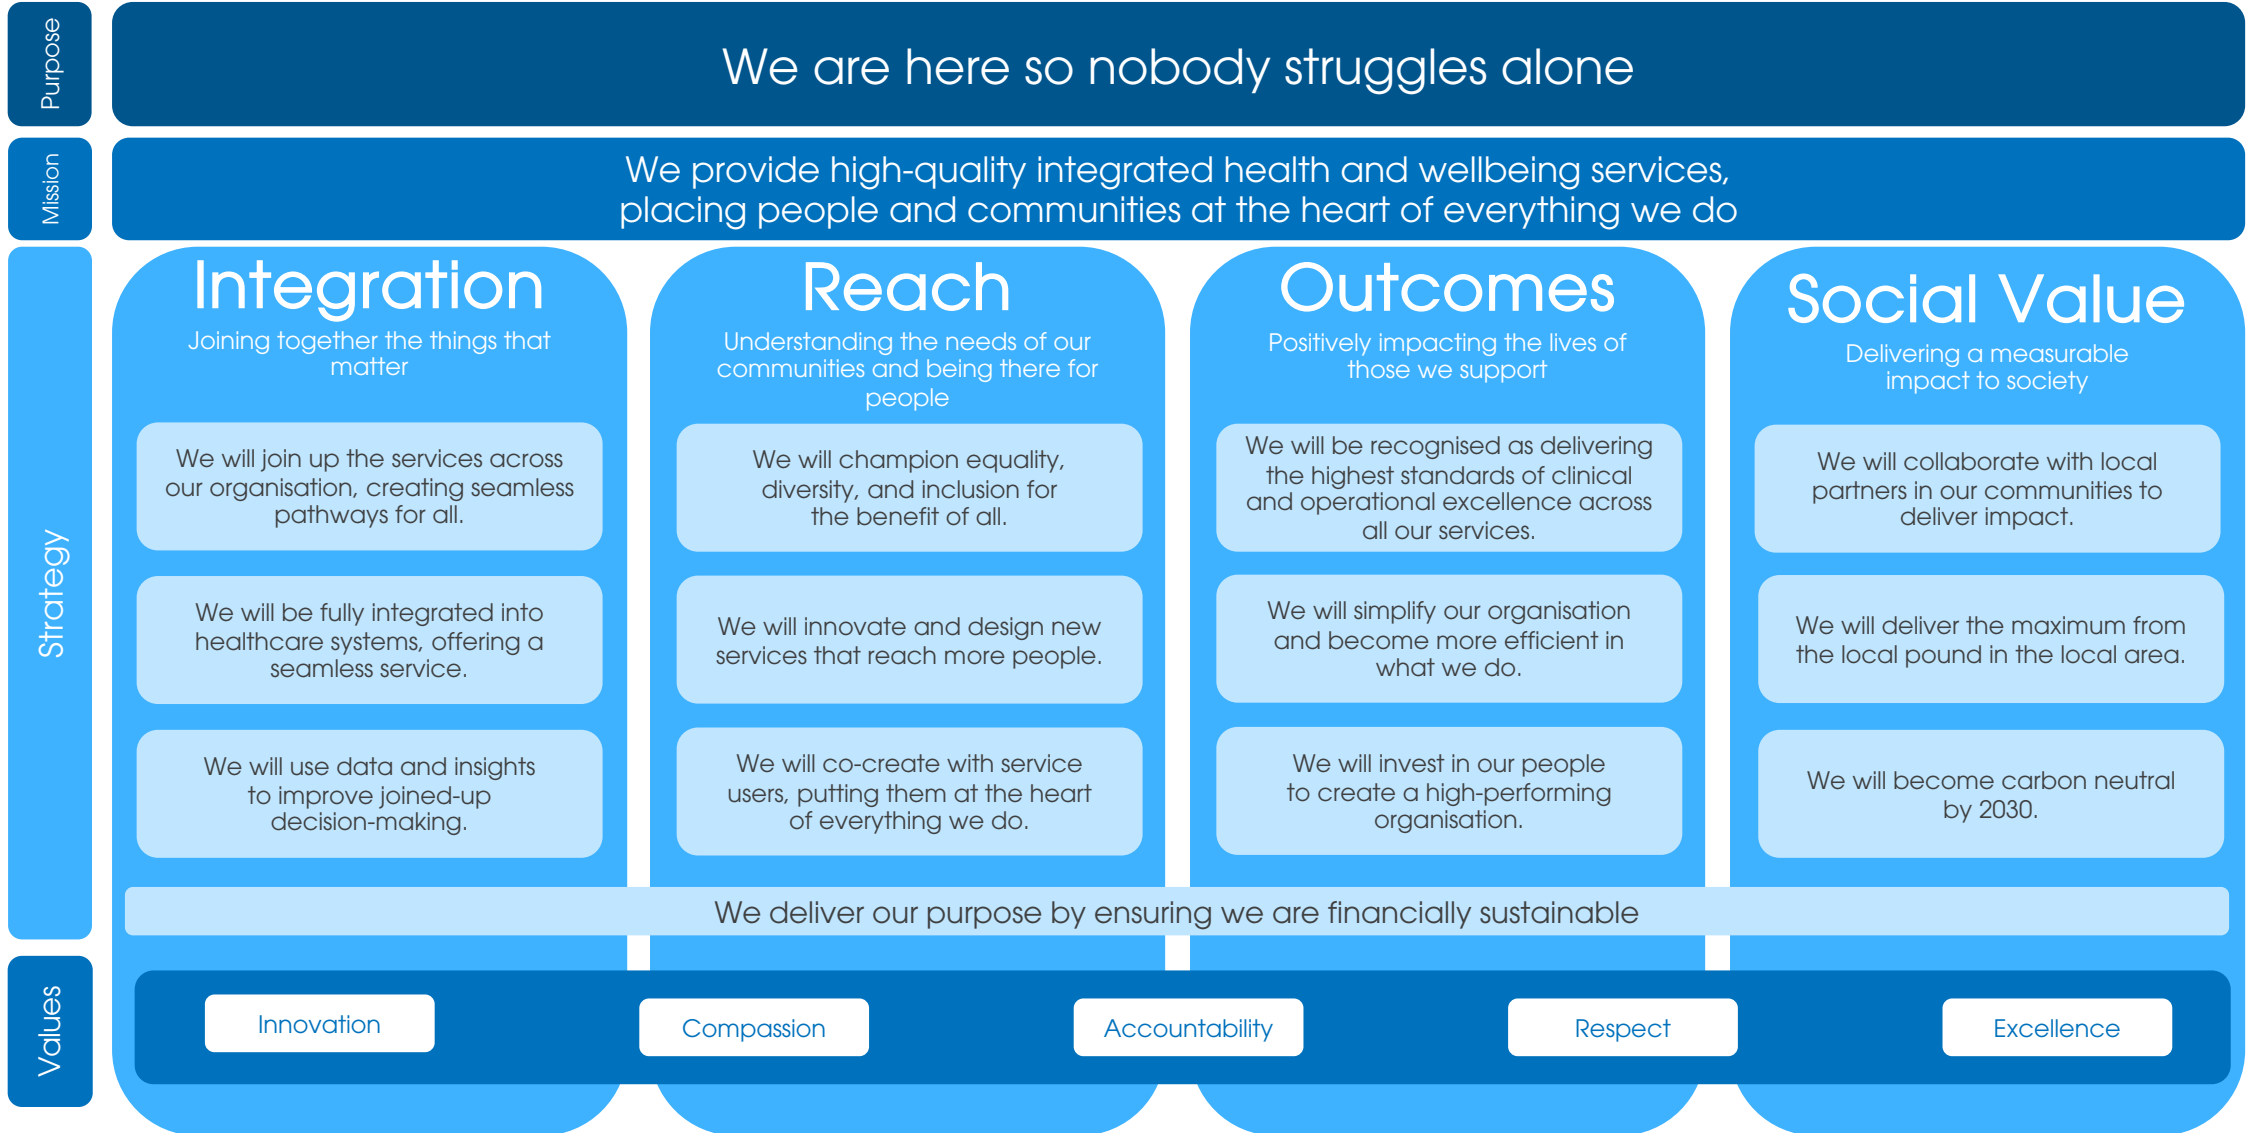 Purpose
We are here so nobody struggles alone
Mission
We provide high-quality integrated health and wellbeing services,
placing people and communities at the heart of everything we do
Strategy
Integration
Joining together the things that
matter
We will join up the services across
our organisation, creating seamless
pathways for all.
We will be fully integrated into
healthcare systems, offering a
seamless service.
We will use data and insights
to improve joined-up
decision-making.
Reach
Understanding the needs of our
communities and being there for
people
We will champion equality,
diversity, and inclusion for
the benefit of all.
We will innovate and design new
services that reach more people.
We will co-create with service
users, putting them at the heart
of everything we do.
Outcomes
Positively impacting the lives of
those we support
We will be recognised as delivering
the highest standards of clinical
and operational excellence across
all our services.
We will simplify our organisation
and become more efficient in
what we do.
We will invest in our people
to create a high-performing
organisation.
Social Value
Delivering a measurable
impact to society
We will collaborate with local
partners in our communities to
deliver impact.
We will deliver the maximum from
the local pound in the local area.
We will become carbon neutral
by 2030.
We deliver our purpose by ensuring we are financially sustainable
Values
Innovation
Compassion
Accountability
Respect
Excellence